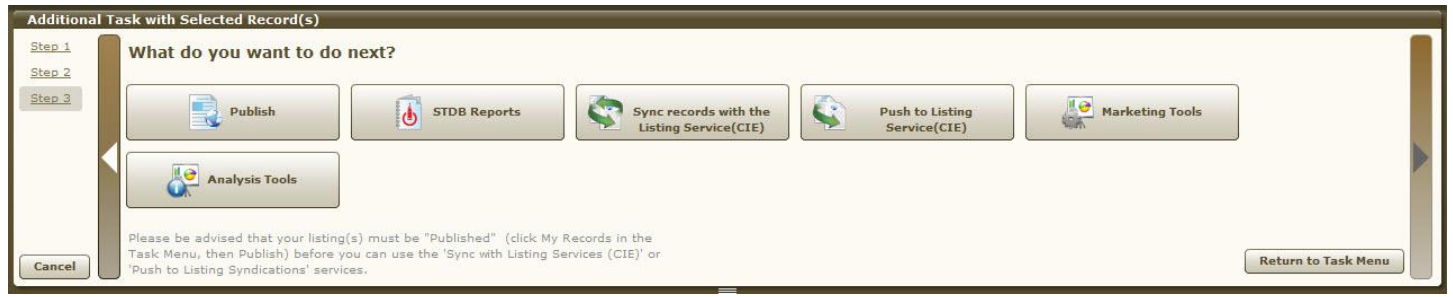 Additional Task with Selected Record(s)
Step 1
Step 2
Step 3
What do you want to do next?
Publish
STDB Reports
Sync records with the
Listing Service(CIE)
Push to Listing
Service(CIE)
Marketing Tools
Analysis Tools
Please be advised that your listing(s) must be "Published" (click My Records in the
Task Menu, then Publish) before you can use the 'Sync with Listing Services (CIE)' or
'Push to Listing Syndications' services.
Cancel
Return to Task Menu